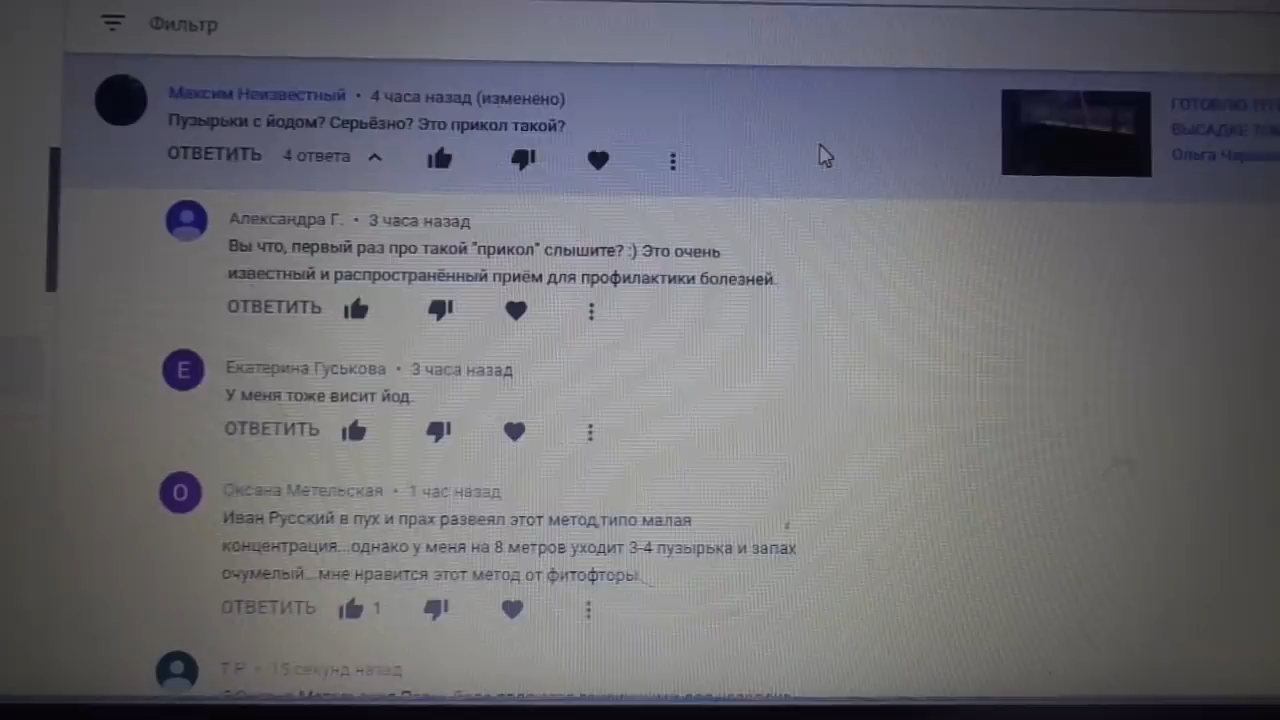 Фильтр
Максим Неизвестный • 4 часа назад (изменено)
Пузырьки с йодом? Серьёзно? Это прикол такой?
ОТВЕТИТЬ 4 ответа
ГОТОВЛЮ
ВЫСАДКЕ
Ольга
Александра Г. • 3 часа назад
Вы что, первый раз про такой "прикол" слышите? :) Это очень
известный и распространённый приём для профилактики болезней.
ОТВЕТИТЬ
Е
Екатерина Гуськова • 3 часа назад
У меня тоже висит йод.
ОТВЕТИТЬ
О
Оксана Метельская • 1 час назад
Иван Русский в пух и прах развеял этот метод,типо малая
концентрация...однако у меня на 8 метров уходит 3-4 пузырька и запах
очумелый...мне нравится этот метод от фитофторы.
ОТВЕТИТЬ 1
Т Р • 15 секунд назад